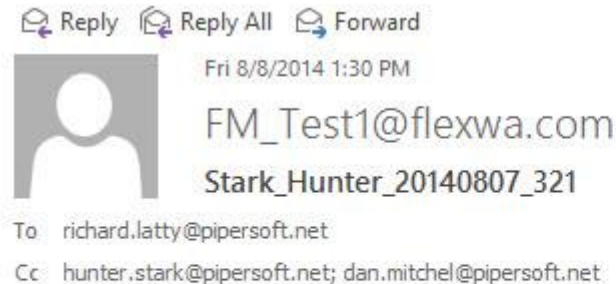 Reply Reply All Forward
Fri 8/8/2014 1:30 PM
FM_Test1@flexwa.com
Stark_Hunter_20140807_321
To richard.latty@pipersoft.net
Cc hunter.stark@pipersoft.net; dan.mitchel@pipersoft.net